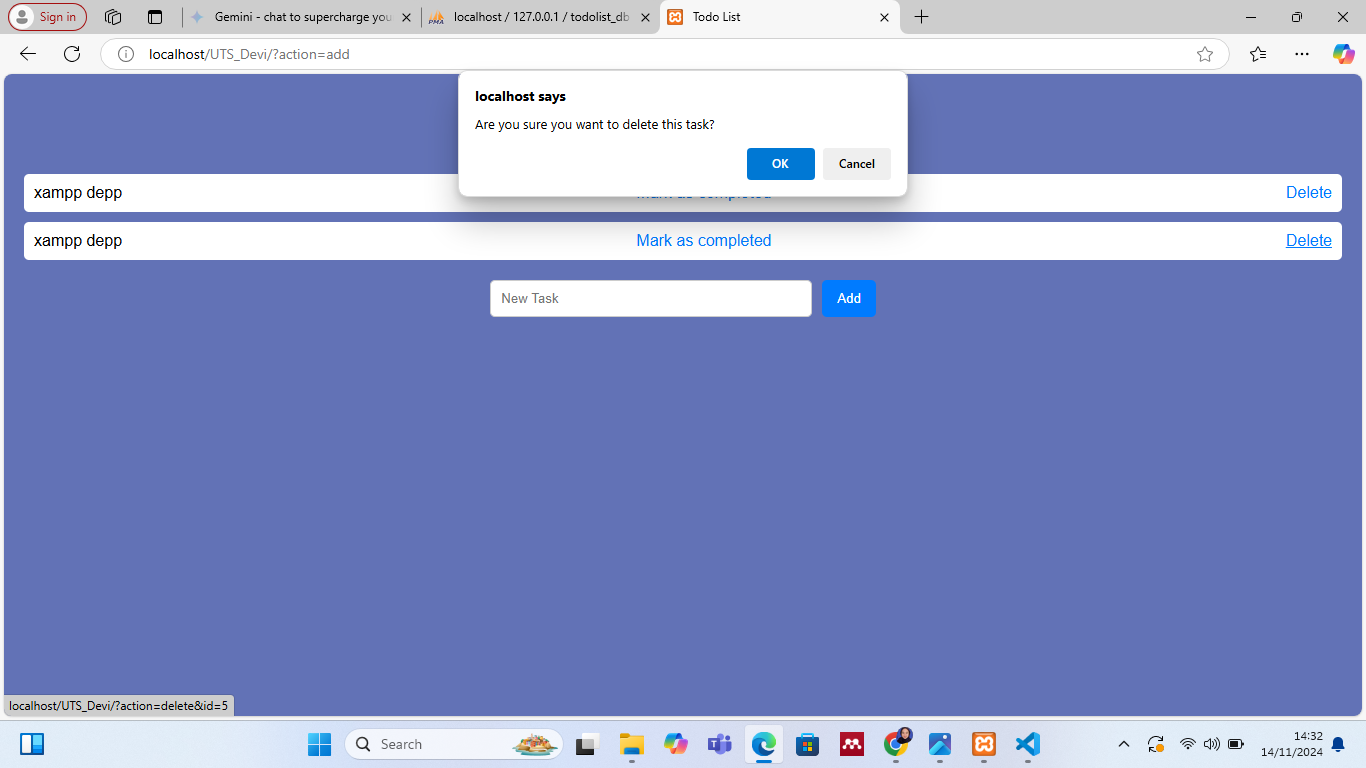 Sign in
Gemini - chat to supercharge you
localhost / 127.0.0.1 / todolist_db
Todo List
localhost/UTS_Devi/?action=add
localhost says
Are you sure you want to delete this task?
OK
Cancel
xampp depp
Mark as completed
Delete
xampp depp
Mark as completed
Delete
New Task
Add
localhost/UTS_Devi/?action=delete&id=5
Search
14:32
14/11/2024